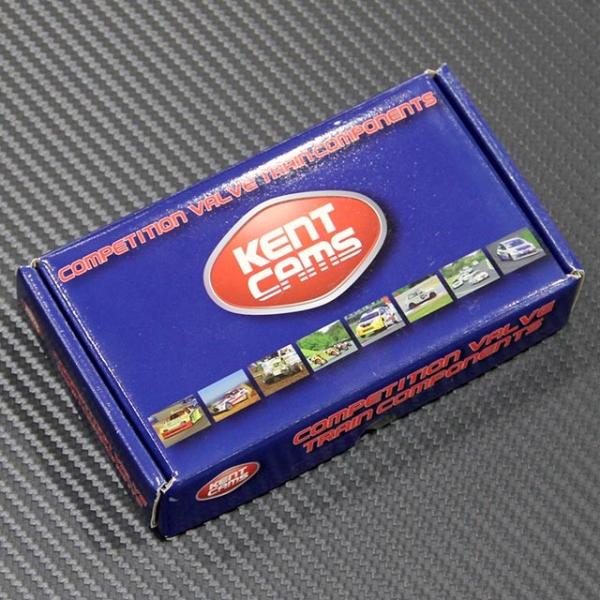 COMPETITION VALVE TRAIN COMPONENTS
KENT
CAMS
COMPETITION VALVE
TRAIN COMPONENTS
KENT
CAMS